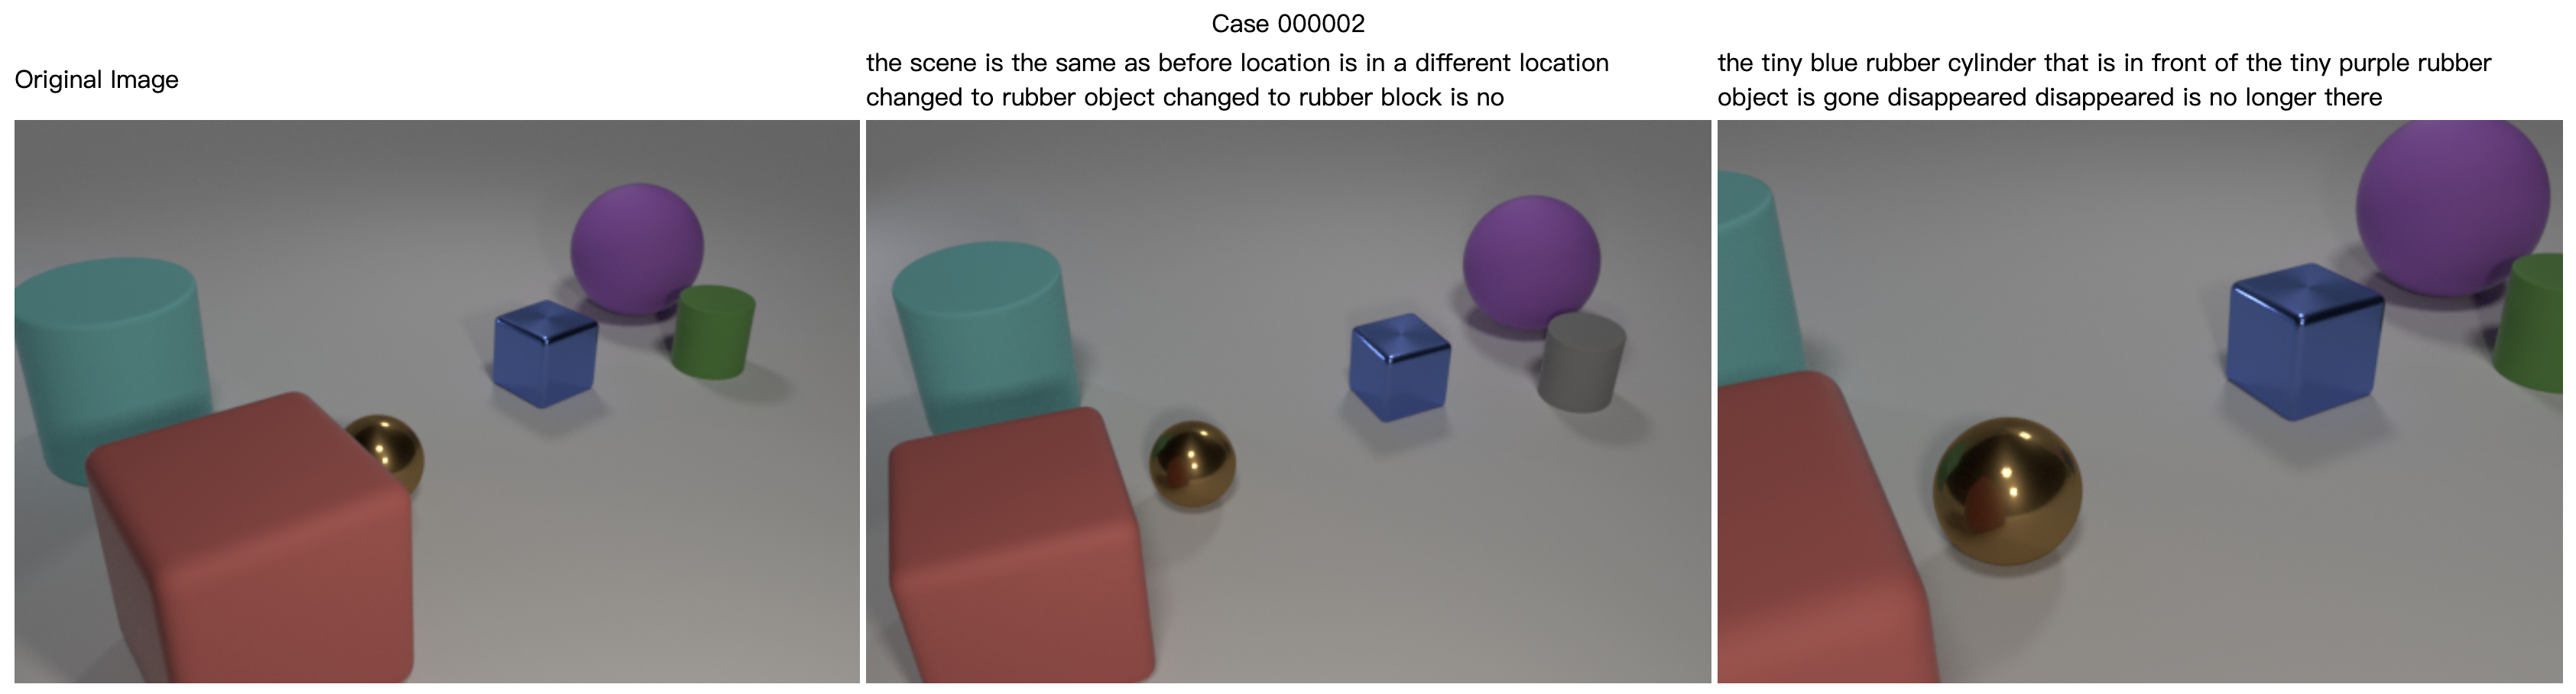 Case 000002
Original Image
the scene is the same as before location is in a different location
changed to rubber object changed to rubber block is no
the tiny blue rubber cylinder that is in front of the tiny purple rubber
object is gone disappeared disappeared is no longer there